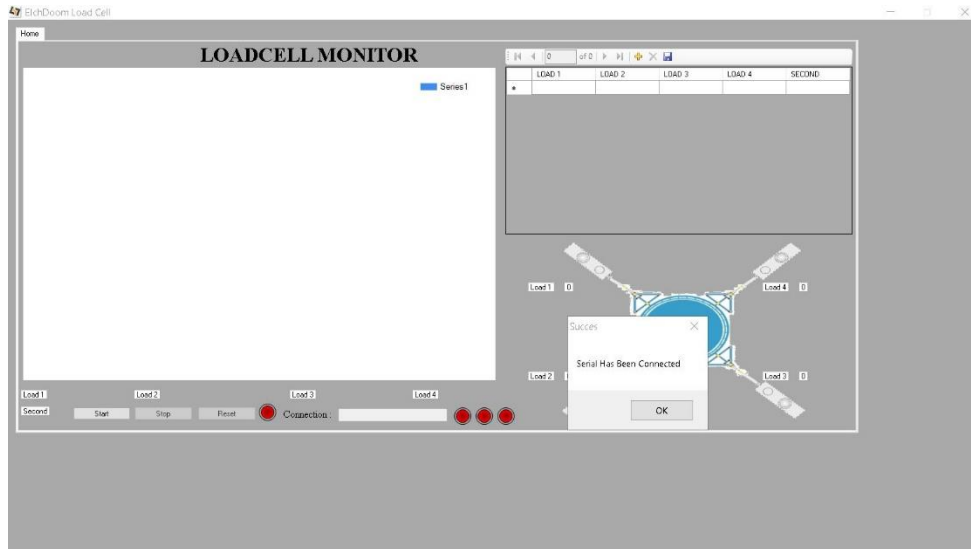 ElchDoom Load Cell
Home
LOADCELL MONITOR
0 of 0
Series1
LOAD 1 LOAD 2 LOAD 3 LOAD 4 SECOND
Load 1 0
Load 4 0
Succes
Serial Has Been Connected
OK
Load 2
Load 3 0
Load 1 Load 2 Load 3 Load 4
Second Start Stop Reset Connection :